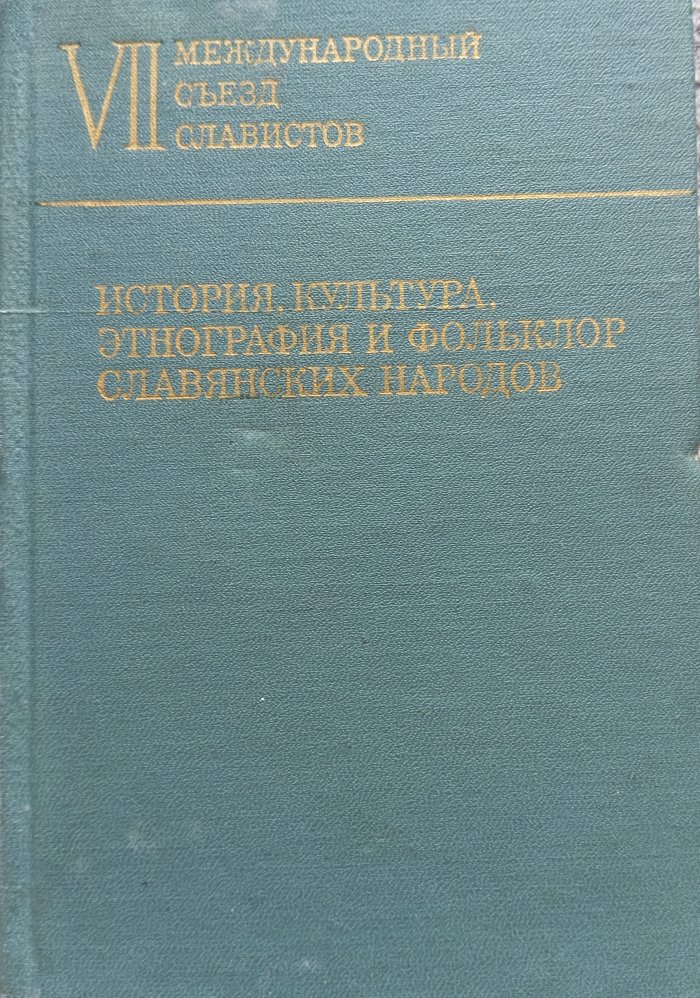 VII МЕЖДУНАРОДНЫЙ
СЪЕЗД
СЛАВИСТОВ
ИСТОРИЯ, КУЛЬТУРА,
ЭТНОГРАФИЯ И ФОЛЬКЛОР
СЛАВЯНСКИХ НАРОДОВ